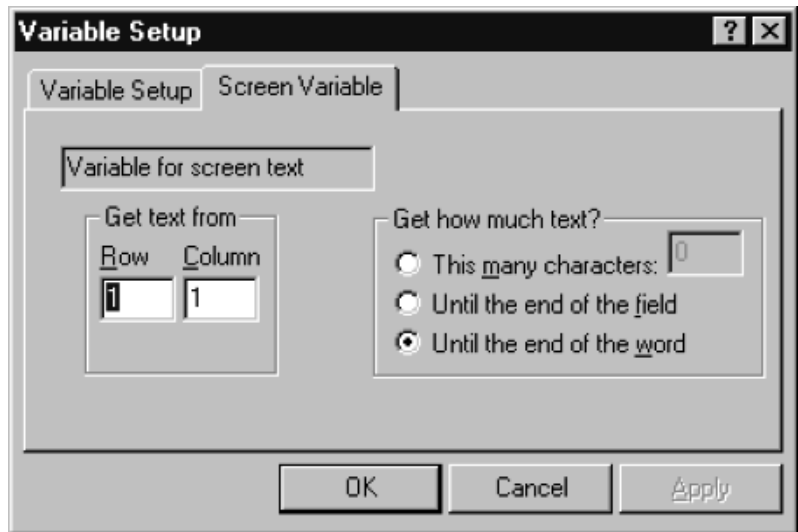 Variable Setup
Variable Setup Screen Variable
Variable for screen text
Get text from
Row Column
1 1
Get how much text?
This many characters: 0
Until the end of the field
Until the end of the word
OK Cancel Apply